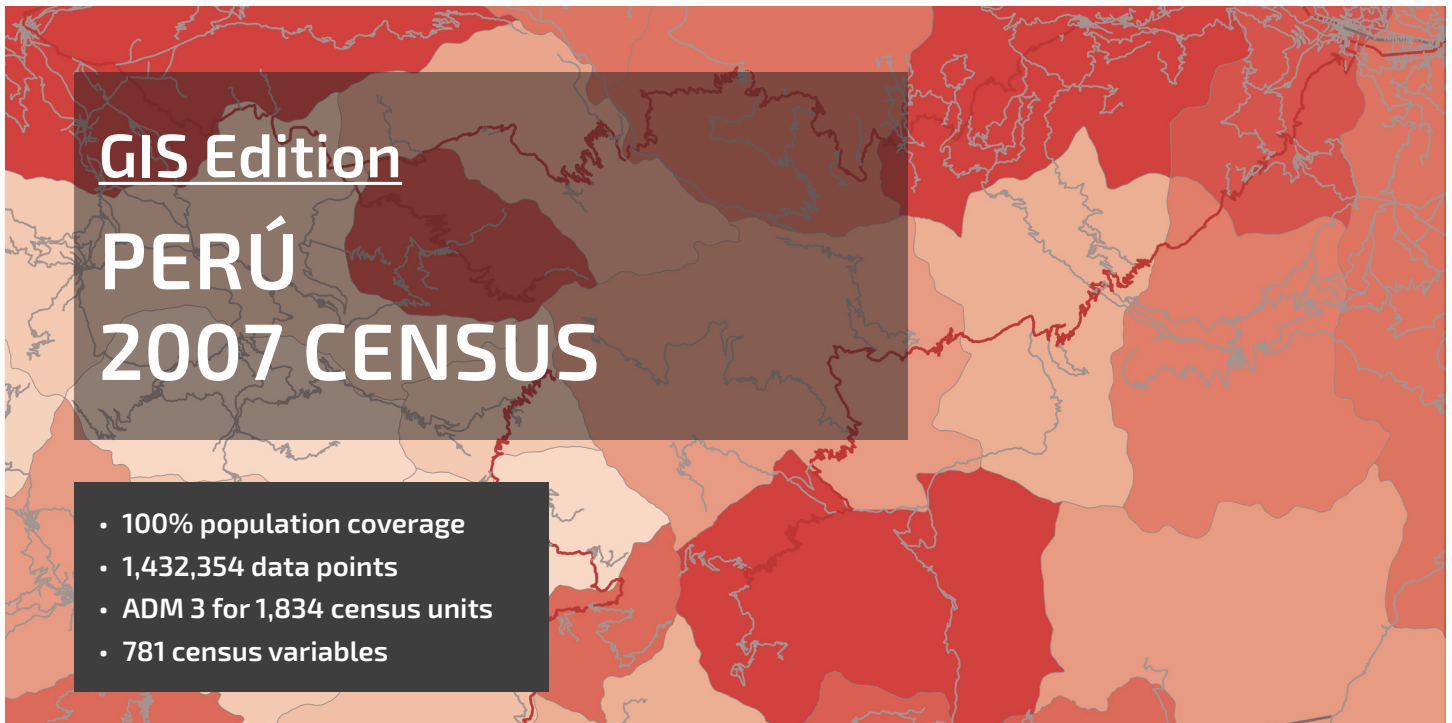 GIS Edition
PERÚ
2007 CENSUS
• 100% population coverage
• 1,432,354 data points
• ADM 3 for 1,834 census units
• 781 census variables